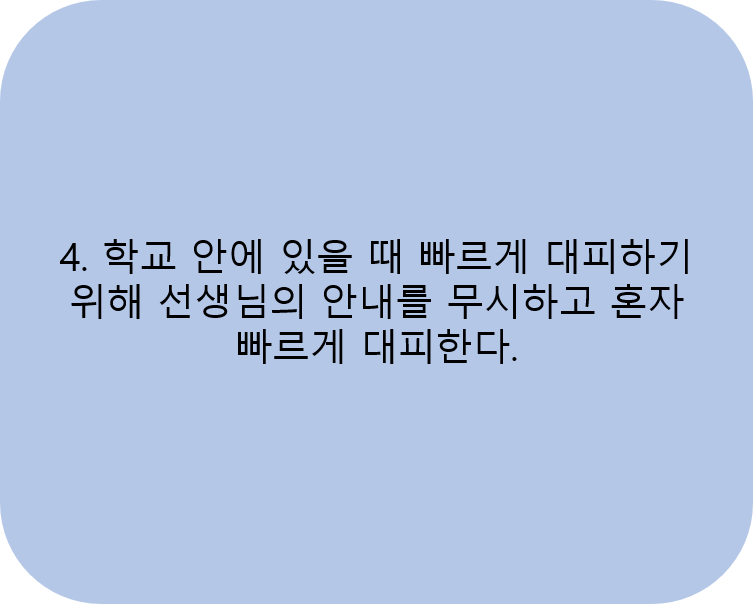 4. 학교 안에 있을 때 빠르게 대피하기
위해 선생님의 안내를 무시하고 혼자
빠르게 대피한다.